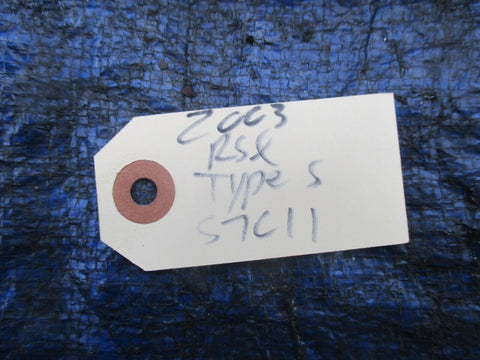 2003
RSX
Type S
S7C11